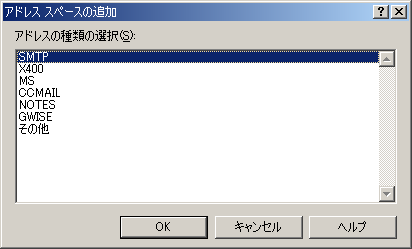 アドレス スペースの追加
アドレスの種類の選択(S):
SMTP
X400
MS
CCMAIL
NOTES
GWISE
その他
OK キャンセル ヘルプ